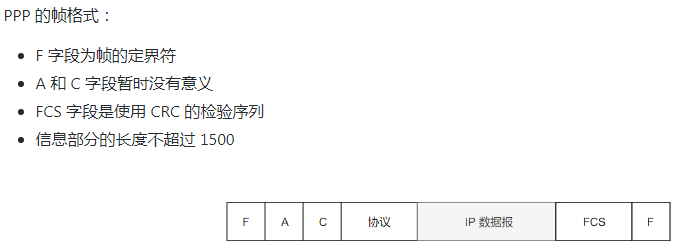 PPP 的帧格式：
F 字段为帧的定界符
A 和 C 字段暂时没有意义
FCS 字段是使用 CRC 的检验序列
信息部分的长度不超过 1500
F A C 协议 IP 数据报 FCS F